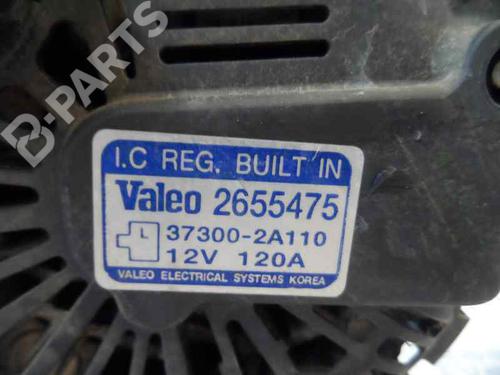 B-PARTS
I.C REG. BUILT IN
Valeo 2655475
L 37300-2A110
12V 120A
VALEO ELECTRICAL SYSTEMS KOREA